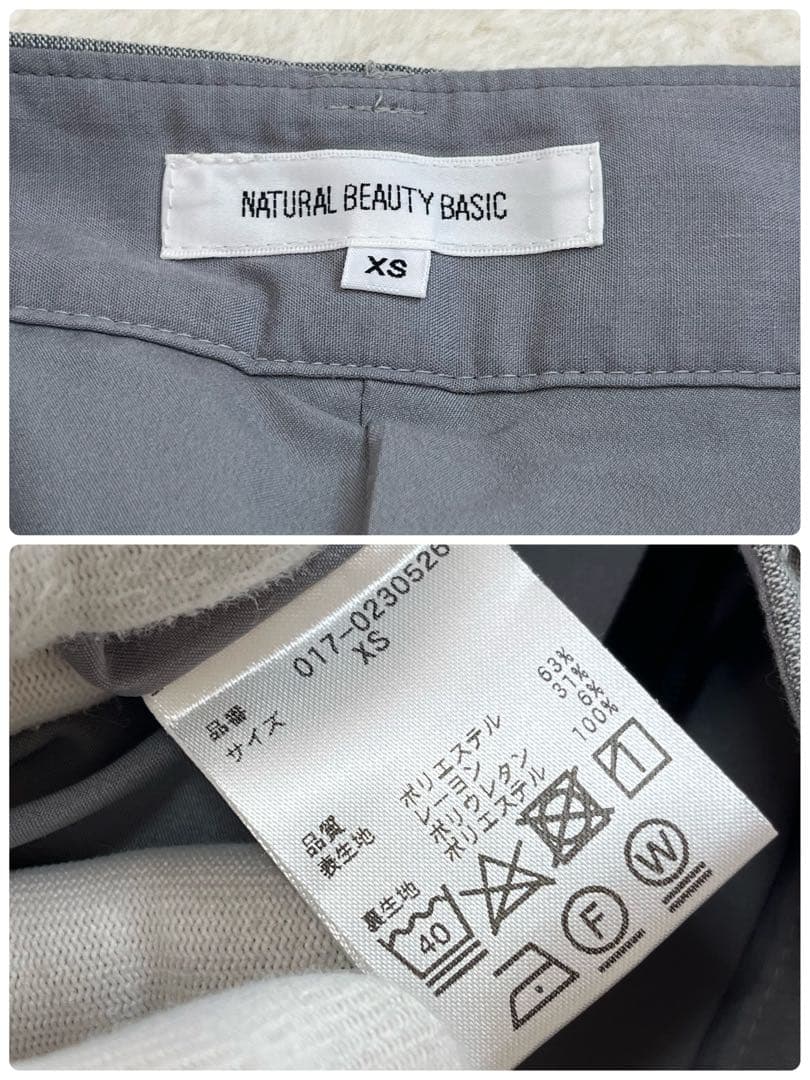 NATURAL BEAUTY BASIC
XS
品番 017-0230526
サイズ XS
品質
表生地 ポリエステル 63%
レーヨン 31%
ポリウレタン 6%
裏生地 ポリエステル 100%
40
F
W